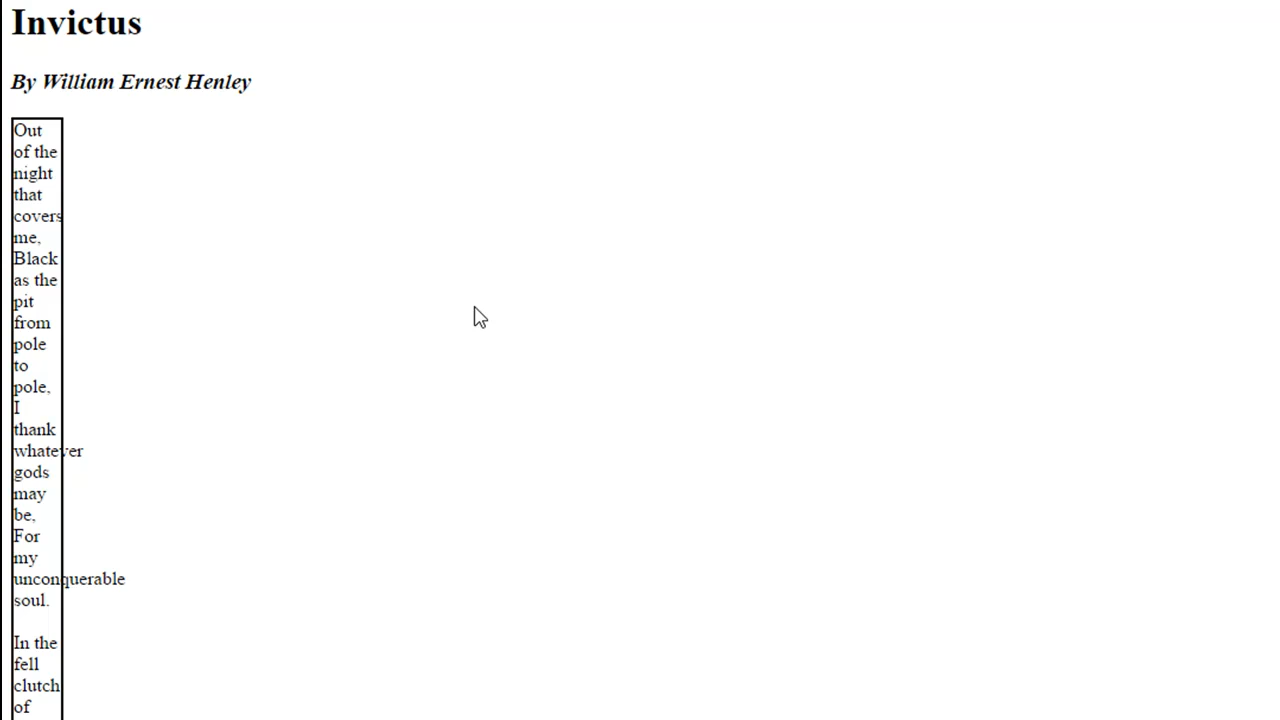 Invictus
By William Ernest Henley
Out
of the
night
that
covers
me,
Black
as the
pit
from
pole
to
pole,
I
thank
whatever
gods
may
be,
For
my
unconquerable
soul.
In the
fell
clutch
of